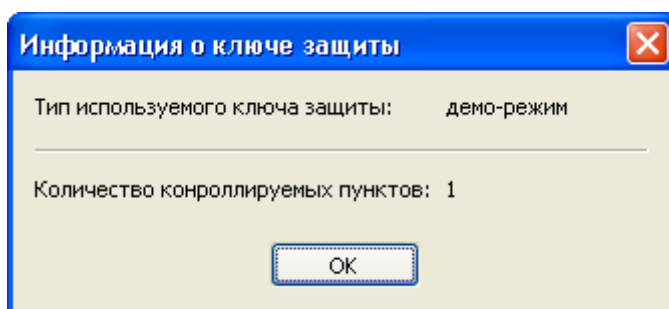 Информация о ключе защиты
Тип используемого ключа защиты: демо-режим
Количество конроллируемых пунктов: 1
OK